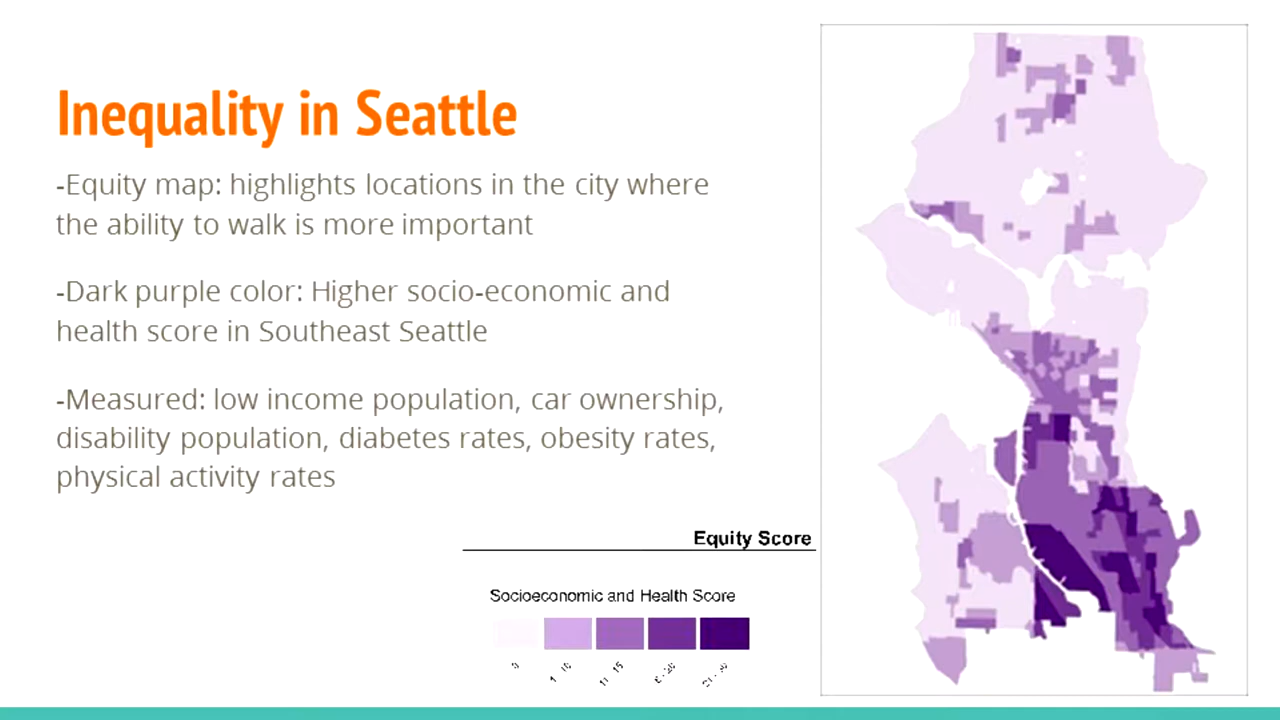 Inequality in Seattle
-Equity map: highlights locations in the city where
the ability to walk is more important
-Dark purple color: Higher socio-economic and
health score in Southeast Seattle
-Measured: low income population, car ownership,
disability population, diabetes rates, obesity rates,
physical activity rates
Equity Score
Socioeconomic and Health Score